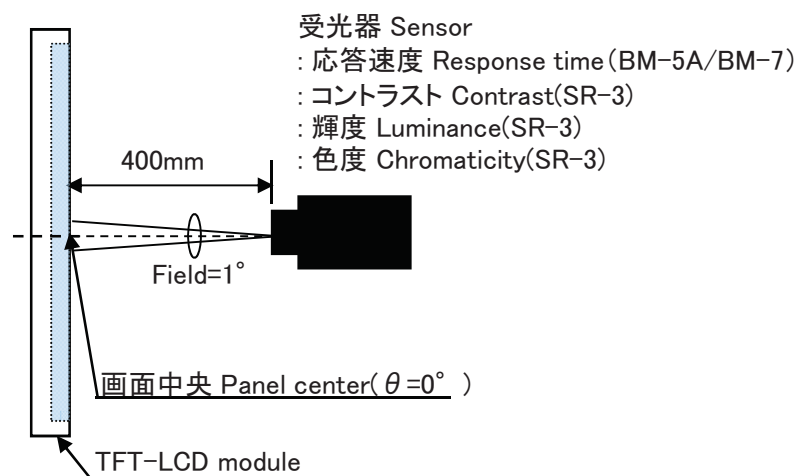 受光器 Sensor
: 応答速度 Response time(BM-5A/BM-7)
: コントラスト Contrast(SR-3)
: 輝度 Luminance(SR-3)
: 色度 Chromaticity(SR-3)
400mm
Field=1°
画面中央 Panel center(θ=0° )
TFT-LCD module